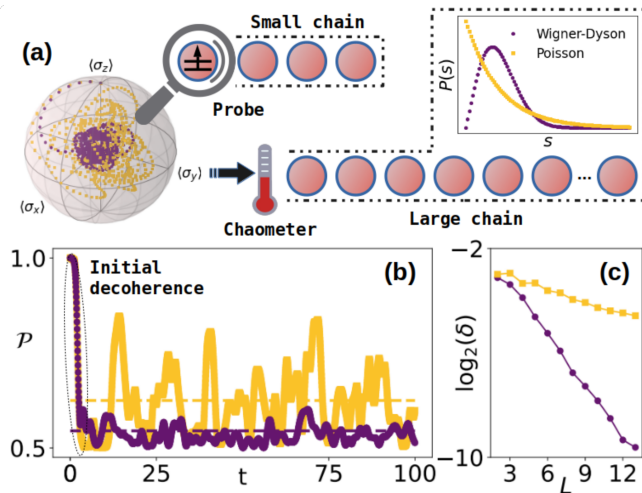 (a)
Small chain
⟨σz⟩
Probe
⟨σy⟩
⟨σx⟩
Chaometer
Large chain
...
P(s)
s
Wigner-Dyson
Poisson
(b)
Initial
decoherence
1.0
𝒫
0.5
0
25
50
75
100
t
(c)
−2
log₂(δ)
−10
3
6
9
12
L